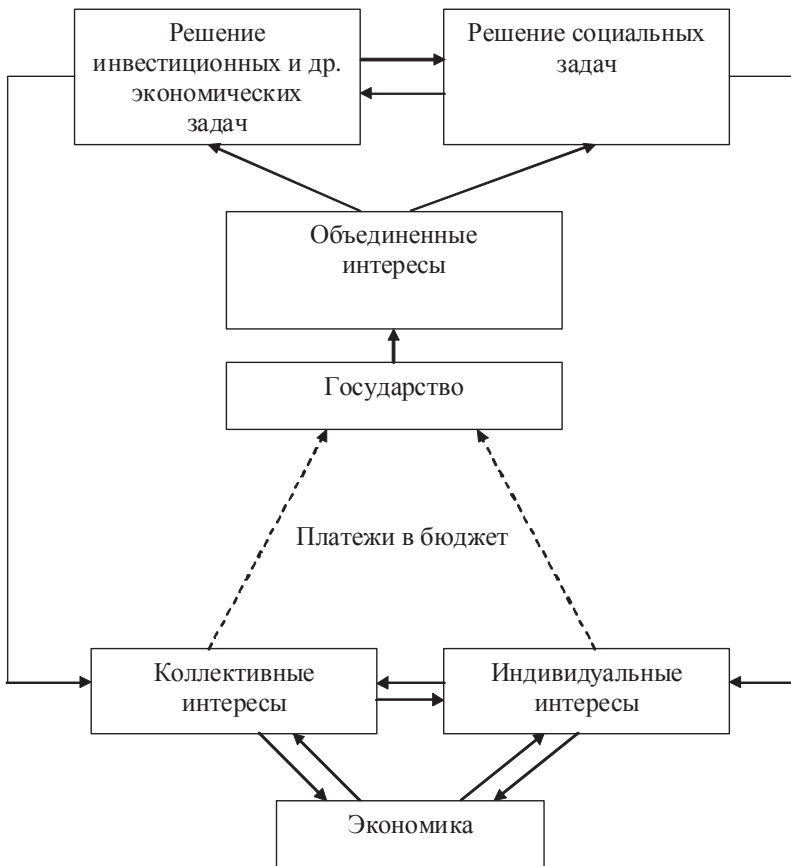 Решение
инвестиционных и др.
экономических
задач
Решение социальных
задач
Объединенные
интересы
Государство
Платежи в бюджет
Коллективные
интересы
Индивидуальные
интересы
Экономика